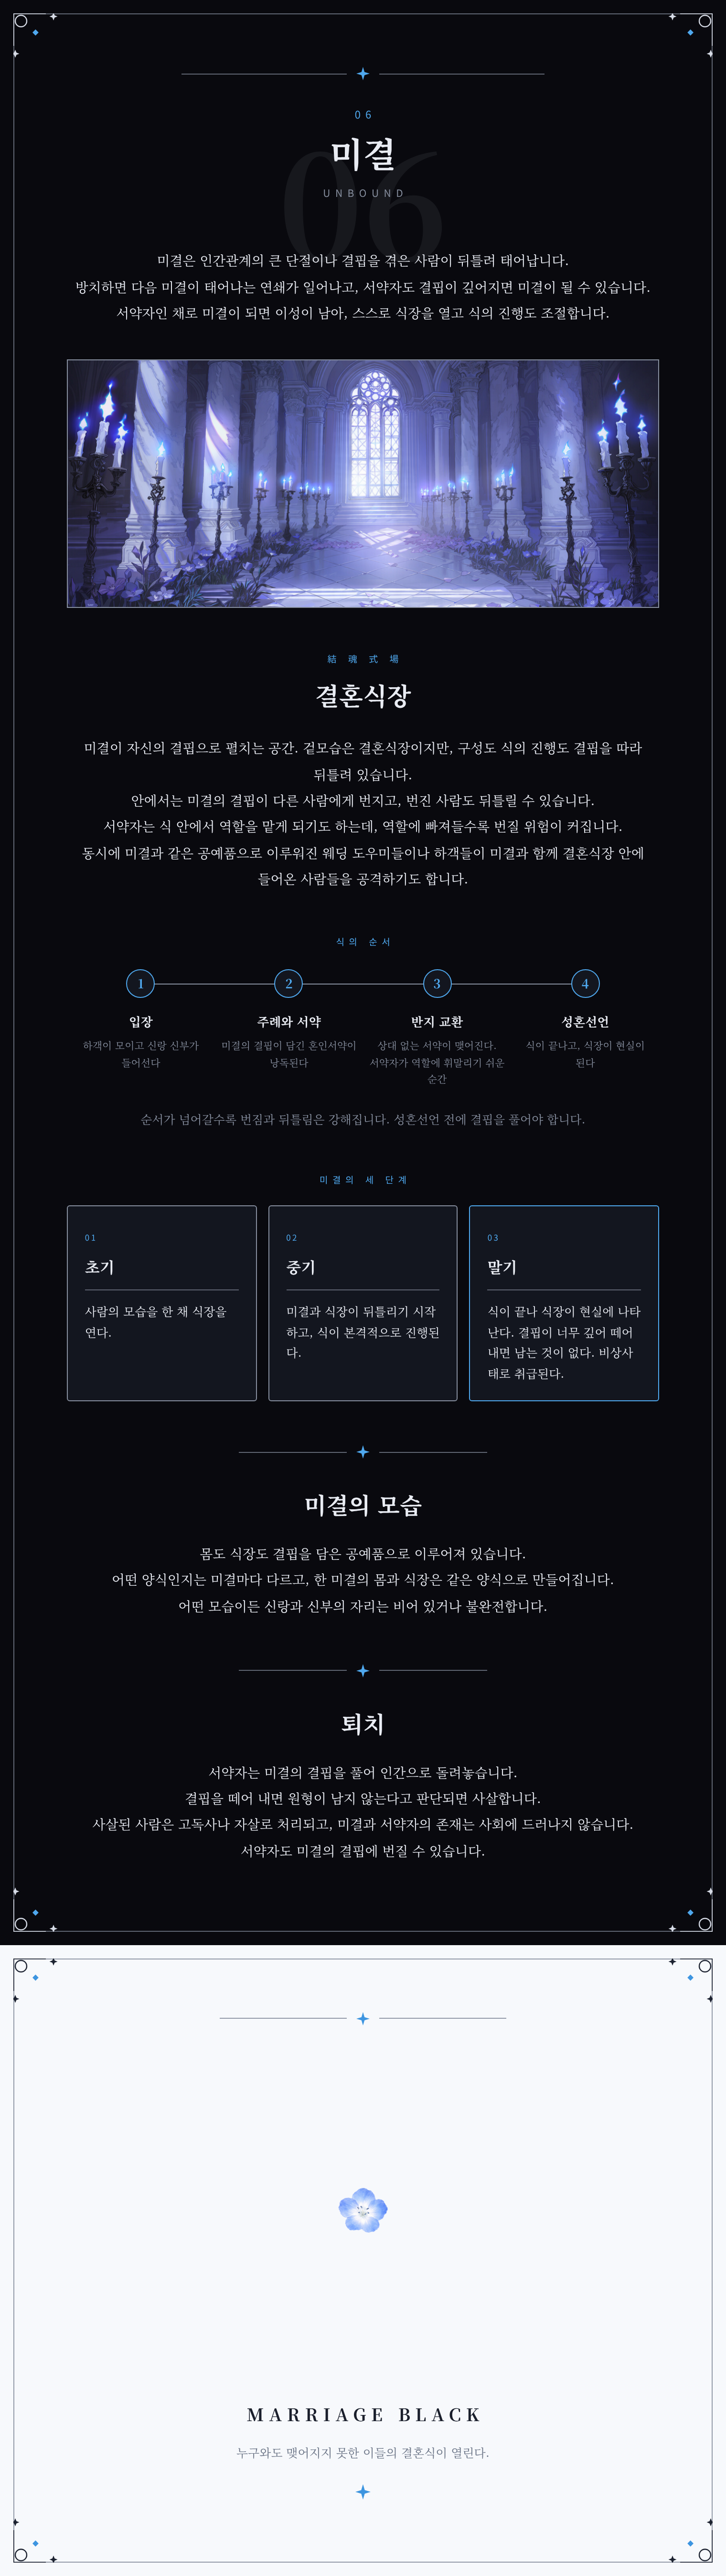 06
미결
UNBOUND
06
미결은 인간관계의 큰 단절이나 결핍을 겪은 사람이 뒤틀려 태어납니다.
방치하면 다음 미결이 태어나는 연쇄가 일어나고, 서약자도 결핍이 깊어지면 미결이 될 수 있습니다.
서약자인 채로 미결이 되면 이성이 남아, 스스로 식장을 열고 식의 진행도 조절합니다.
結魂式場
결혼식장
미결이 자신의 결핍으로 펼치는 공간. 겉모습은 결혼식장이지만, 구성도 식의 진행도 결핍을 따라
뒤틀려 있습니다.
안에서는 미결의 결핍이 다른 사람에게 번지고, 번진 사람도 뒤틀릴 수 있습니다.
서약자는 식 안에서 역할을 맡게 되기도 하는데, 역할에 빠져들수록 번질 위험이 커집니다.
동시에 미결과 같은 공예품으로 이루워진 웨딩 도우미들이나 하객들이 미결과 함께 결혼식장 안에
들어온 사람들을 공격하기도 합니다.
식의 순서
1
입장
하객이 모이고 신랑 신부가
들어선다
2
주례와 서약
미결의 결핍이 담긴 혼인서약이
낭독된다
3
반지 교환
상대 없는 서약이 맺어진다.
서약자가 역할에 휘말리기 쉬운
순간
4
성혼선언
식이 끝나고, 식장이 현실이
된다
순서가 넘어갈수록 번짐과 뒤틀림은 강해집니다. 성혼선언 전에 결핍을 풀어야 합니다.
미결의 세 단계
01
초기
사람의 모습을 한 채 식장을
연다.
02
중기
미결과 식장이 뒤틀리기 시작
하고, 식이 본격적으로 진행된
다.
03
말기
식이 끝나 식장이 현실에 나타
난다. 결핍이 너무 깊어 떼어
내면 남는 것이 없다. 비상사
태로 취급된다.
미결의 모습
몸도 식장도 결핍을 담은 공예품으로 이루어져 있습니다.
어떤 양식인지는 미결마다 다르고, 한 미결의 몸과 식장은 같은 양식으로 만들어집니다.
어떤 모습이든 신랑과 신부의 자리는 비어 있거나 불완전합니다.
퇴치
서약자는 미결의 결핍을 풀어 인간으로 돌려놓습니다.
결핍을 떼어 내면 원형이 남지 않는다고 판단되면 사살합니다.
사살된 사람은 고독사나 자살로 처리되고, 미결과 서약자의 존재는 사회에 드러나지 않습니다.
서약자도 미결의 결핍에 번질 수 있습니다.
MARRIAGE BLACK
누구와도 맺어지지 못한 이들의 결혼식이 열린다.